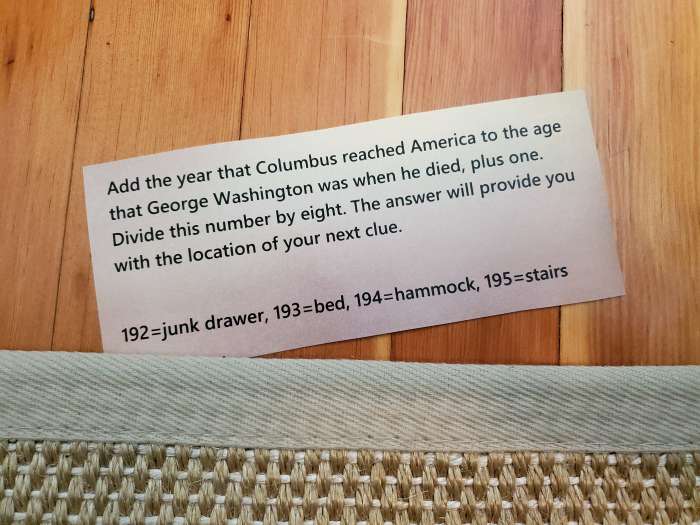 Add the year that Columbus reached America to the age
that George Washington was when he died, plus one.
Divide this number by eight. The answer will provide you
with the location of your next clue.
192=junk drawer, 193=bed, 194=hammock, 195=stairs